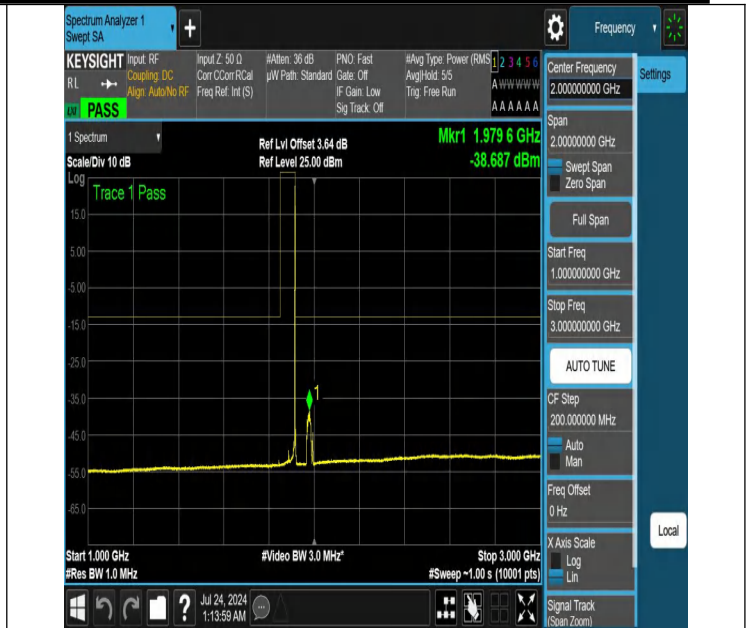 Spectrum Analyzer 1
Swept SA
+
Frequency
KEYSIGHT
RL
PASS
Input: RF
Coupling: DC
Align: Auto/No RF
Input Z: 50 Ω
Corr CCorr RCal
Freq Ref: Int (S)
#Atten: 36 dB
µW Path: Standard
PNO: Fast
Gate: Off
IF Gain: Low
Sig Track: Off
#Avg Type: Power (RMS
Avg|Hold: 5/5
Trig: Free Run
1 2 3 4 5 6
A W W W W W
A A A A A A
1 Spectrum
Scale/Div 10 dB
Ref Lvl Offset 3.64 dB
Ref Level 25.00 dBm
Mkr1 1.979 6 GHz
-38.687 dBm
Log
Trace 1 Pass
15.0
5.00
-5.00
-15.0
-25.0
-35.0
-45.0
-55.0
-65.0
1
Start 1.000 GHz
#Res BW 1.0 MHz
#Video BW 3.0 MHz*
Stop 3.000 GHz
#Sweep ~1.00 s (10001 pts)
Center Frequency
2.000000000 GHz
Settings
Span
2.00000000 GHz
Swept Span
Zero Span
Full Span
Start Freq
1.000000000 GHz
Stop Freq
3.000000000 GHz
AUTO TUNE
CF Step
200.000000 MHz
Auto
Man
Freq Offset
0 Hz
X Axis Scale
Log
Lin
Local
Signal Track
(Span Zoom)
?
Jul 24, 2024
1:13:59 AM